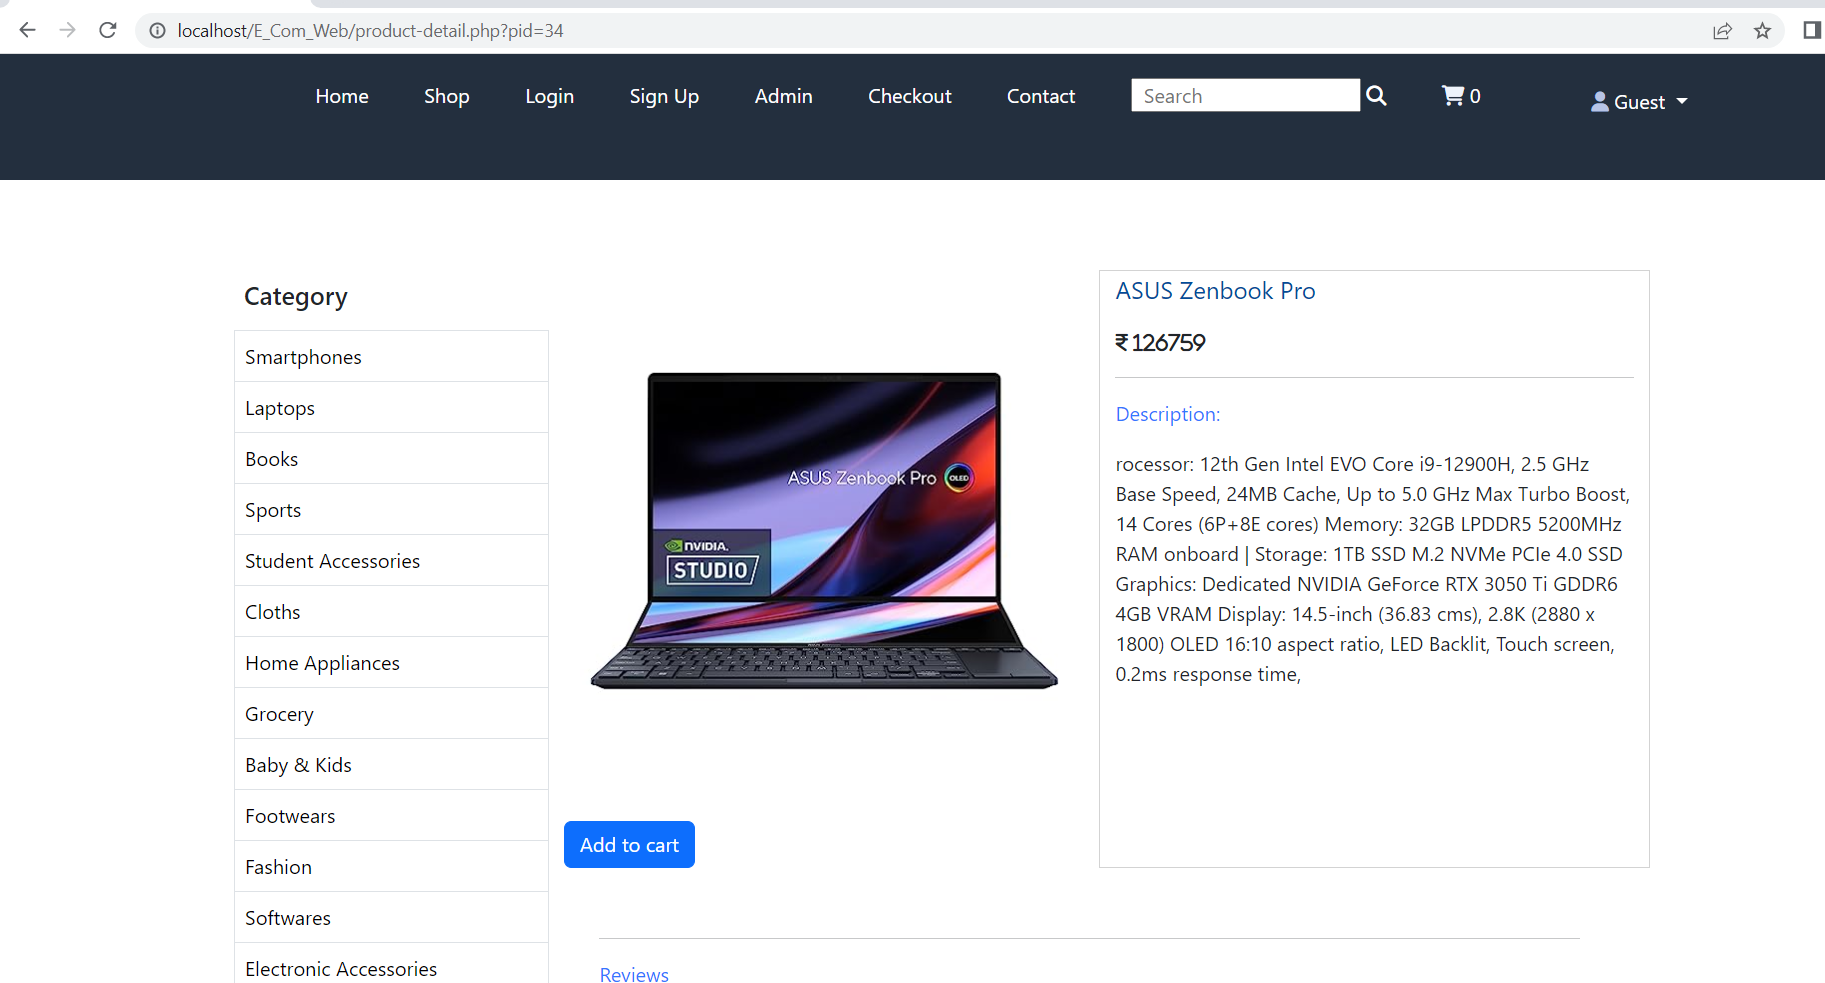 localhost/E_Com_Web/product-detail.php?pid=34
Home Shop Login Sign Up Admin Checkout Contact Search 0 Guest
Category
Smartphones
Laptops
Books
Sports
Student Accessories
Cloths
Home Appliances
Grocery
Baby & Kids
Footwears
Fashion
Softwares
Electronic Accessories
ASUS Zenbook Pro OLED
NVIDIA.
STUDIO
Add to cart
ASUS Zenbook Pro
₹ 126759
Description:
rocessor: 12th Gen Intel EVO Core i9-12900H, 2.5 GHz
Base Speed, 24MB Cache, Up to 5.0 GHz Max Turbo Boost,
14 Cores (6P+8E cores) Memory: 32GB LPDDR5 5200MHz
RAM onboard | Storage: 1TB SSD M.2 NVMe PCIe 4.0 SSD
Graphics: Dedicated NVIDIA GeForce RTX 3050 Ti GDDR6
4GB VRAM Display: 14.5-inch (36.83 cms), 2.8K (2880 x
1800) OLED 16:10 aspect ratio, LED Backlit, Touch screen,
0.2ms response time,
Reviews